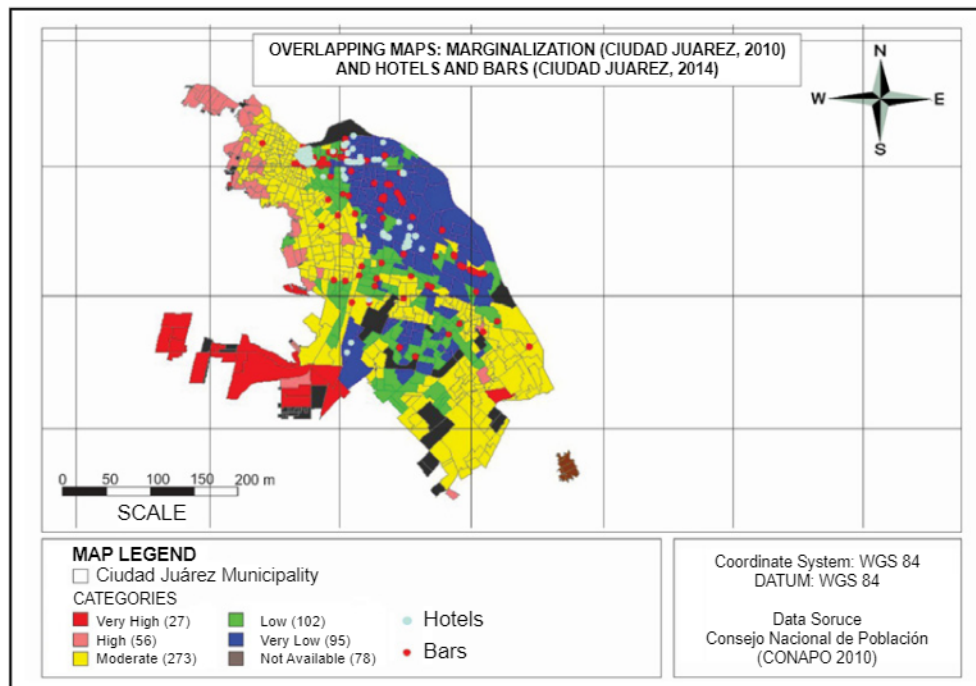 OVERLAPPING MAPS: MARGINALIZATION (CIUDAD JUAREZ, 2010)
AND HOTELS AND BARS (CIUDAD JUAREZ, 2014)
N
W
E
S
0 50 100 150 200 m
SCALE
MAP LEGEND
Ciudad Juárez Municipality
CATEGORIES
Very High (27)
High (56)
Moderate (273)
Low (102)
Very Low (95)
Not Available (78)
Hotels
Bars
Coordinate System: WGS 84
DATUM: WGS 84
Data Soruce
Consejo Nacional de Población
(CONAPO 2010)